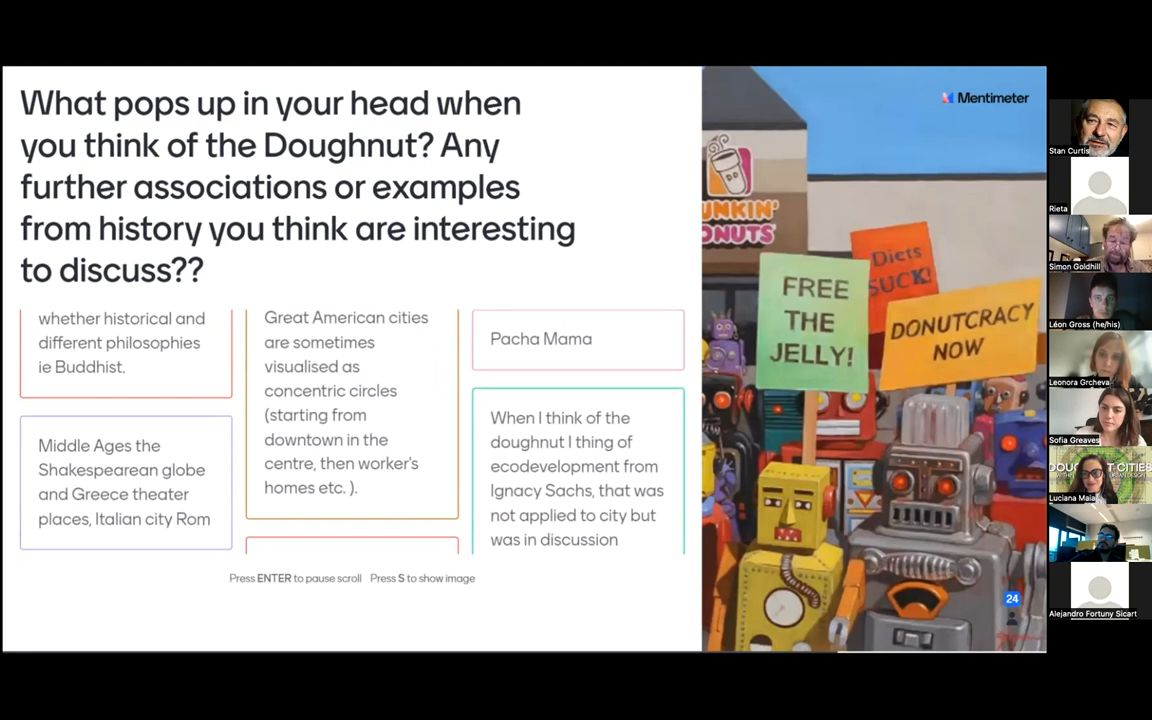 What pops up in your head when
you think of the Doughnut? Any
further associations or examples
from history you think are interesting
to discuss??
whether historical and
different philosophies
ie Buddhist.
Middle Ages the
Shakespearean globe
and Greece theater
places, Italian city Rom
Great American cities
are sometimes
visualised as
concentric circles
(starting from
downtown in the
centre, then worker's
homes etc. ).
Pacha Mama
When I think of the
doughnut I thing of
ecodevelopment from
Ignacy Sachs, that was
not applied to city but
was in discussion
Press ENTER to pause scroll Press S to show image
Mentimeter
UNKIN'
ONUTS
Diets
SUCK!
FREE
THE
JELLY!
DONUTCRACY
NOW
24
Stan Curtis
Rieta
Simon Goldhill
Léon Gross (he/his)
Leonora Grcheva
Sofia Greaves
Luciana Maia
Alejandro Fortuny Sicart